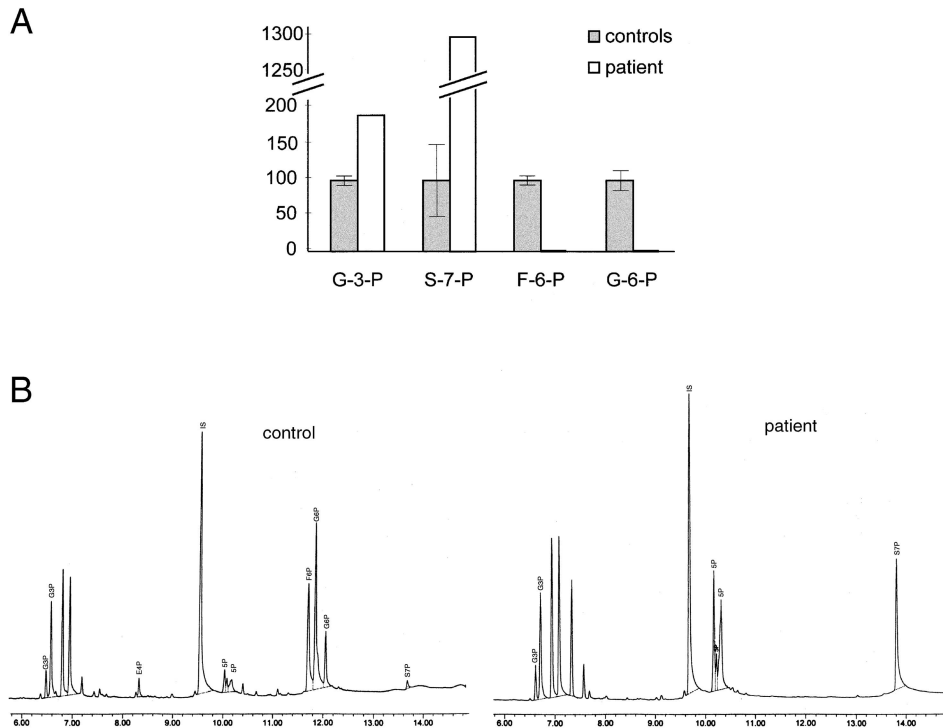 A
1300
1250
200
150
100
50
0
controls
patient
G-3-P
S-7-P
F-6-P
G-6-P
B
control
G3P
G3P
E4P
IS
5P
5P
F6P
G6P
G6P
S7P
6.00 7.00 8.00 9.00 10.00 11.00 12.00 13.00 14.00
patient
G3P
G3P
IS
5P
5P
S7P
6.00 7.00 8.00 9.00 10.00 11.00 12.00 13.00 14.00